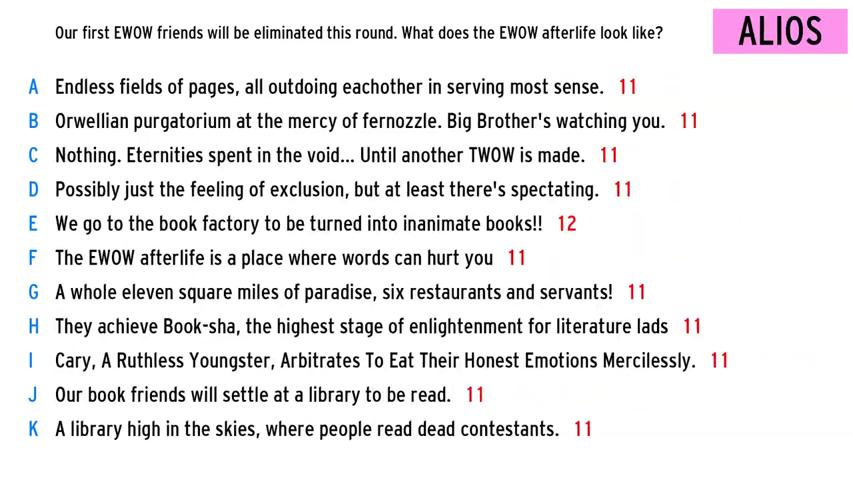 Our first EWOW friends will be eliminated this round. What does the EWOW afterlife look like?
ALIOS
A Endless fields of pages, all outdoing eachother in serving most sense. 11
B Orwellian purgatorium at the mercy of fernozzle. Big Brother's watching you. 11
C Nothing. Eternities spent in the void... Until another TWOW is made. 11
D Possibly just the feeling of exclusion, but at least there's spectating. 11
E We go to the book factory to be turned into inanimate books!! 12
F The EWOW afterlife is a place where words can hurt you 11
G A whole eleven square miles of paradise, six restaurants and servants! 11
H They achieve Book-sha, the highest stage of enlightenment for literature lads 11
I Cary, A Ruthless Youngster, Arbitrates To Eat Their Honest Emotions Mercilessly. 11
J Our book friends will settle at a library to be read. 11
K A library high in the skies, where people read dead contestants. 11